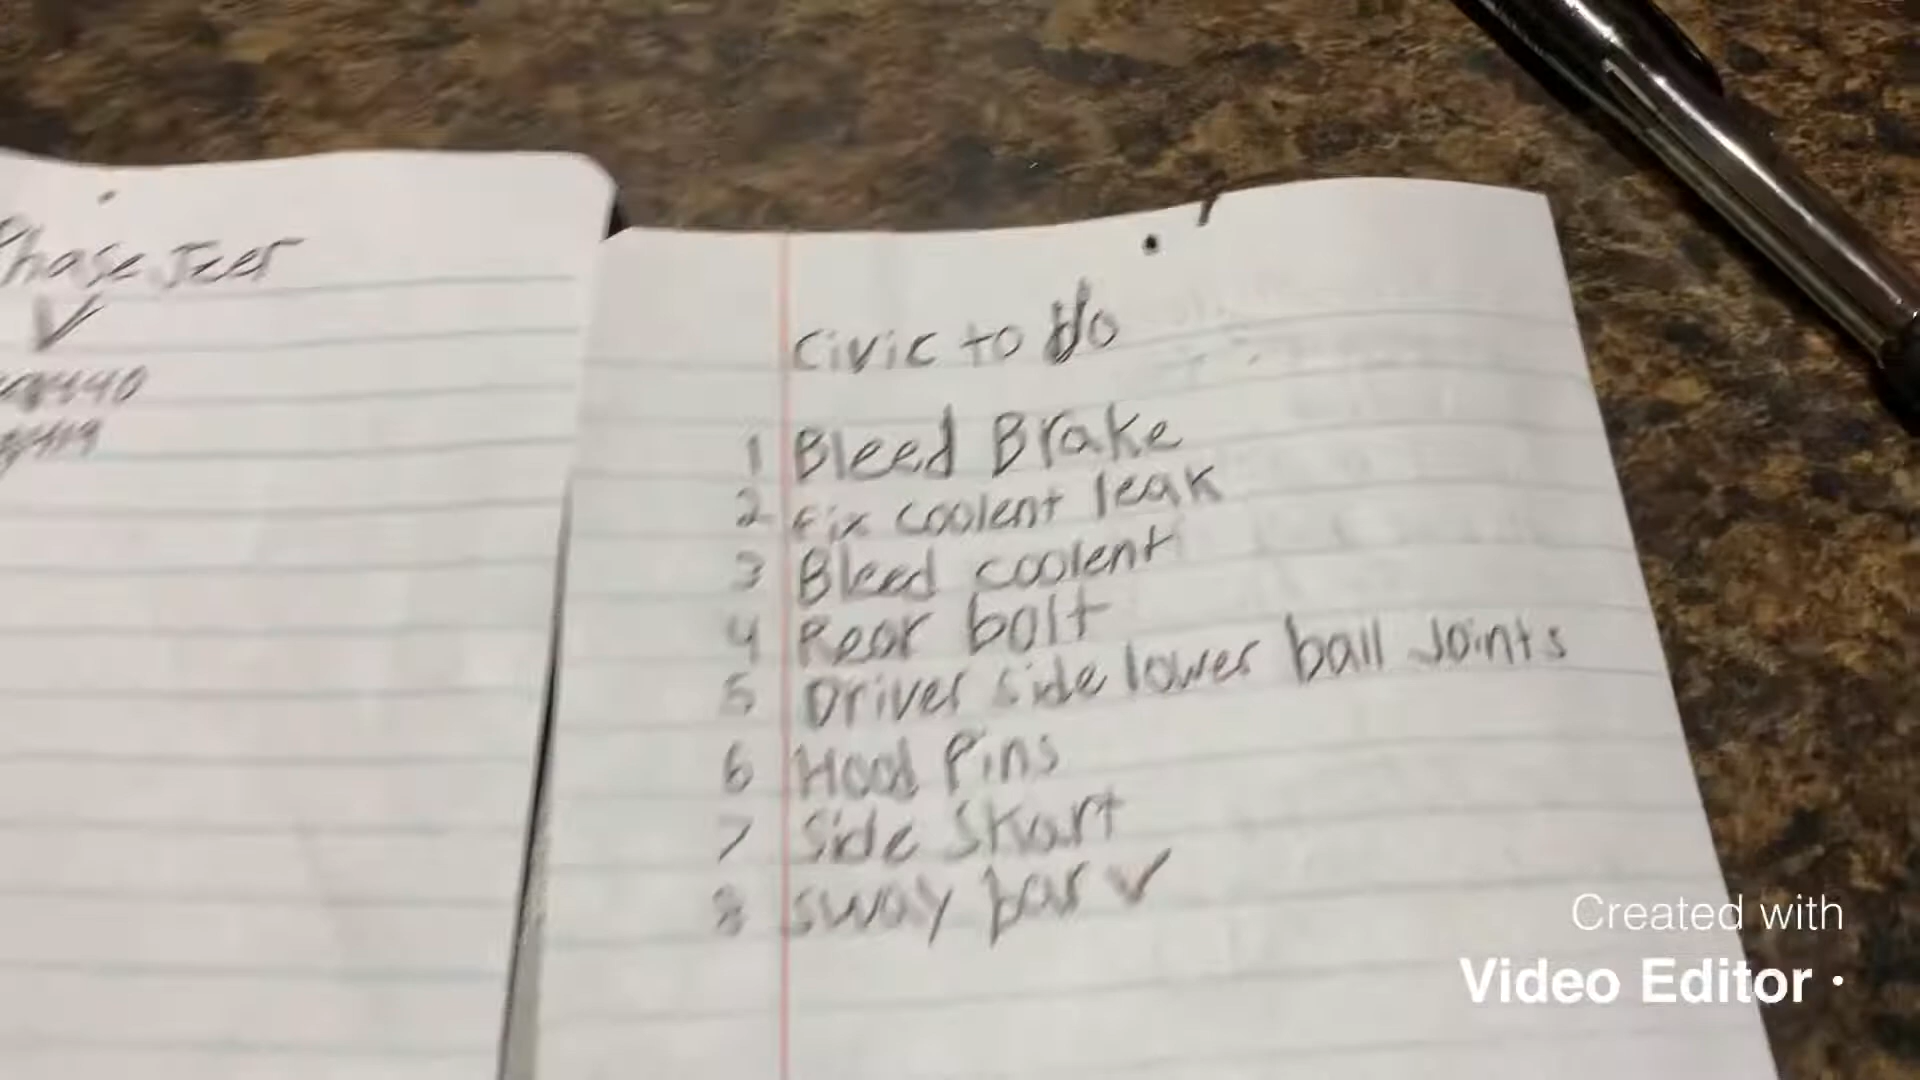 civic to do
1 Bleed Brake
2 Fix coolent leak
3 Bleed coolent
4 Rear bolt
5 Driver side lower ball Joints
6 Hood Pins
7 Side Skurt
8 sway bar ✓
Created with
Video Editor